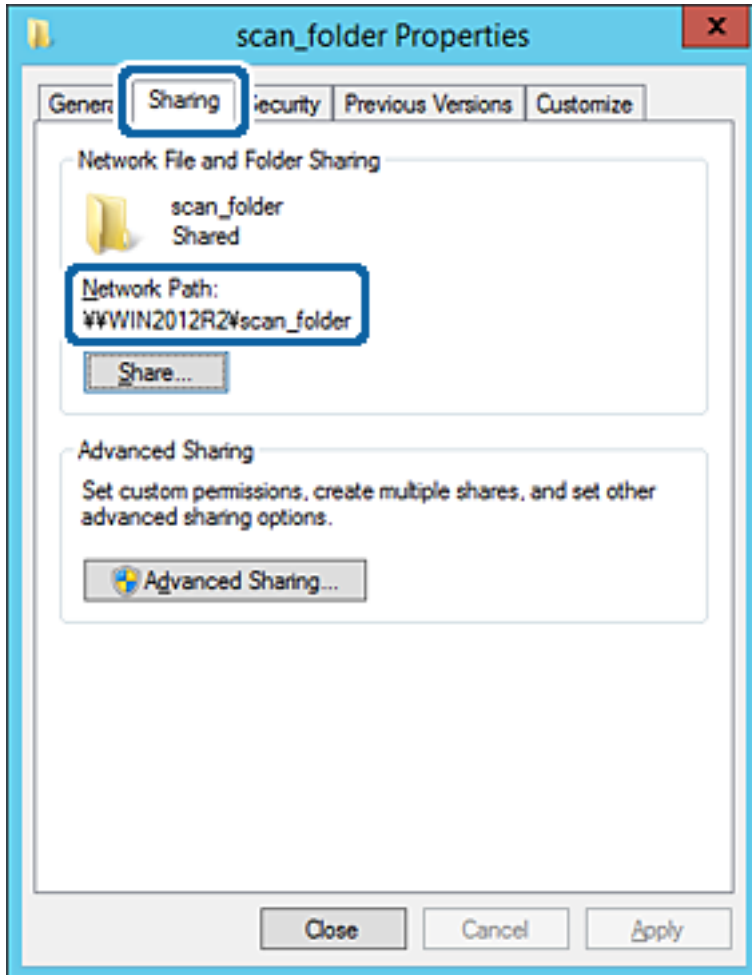 scan_folder Properties
x
General Sharing Security Previous Versions Customize
Network File and Folder Sharing
scan_folder
Shared
Network Path:
¥¥WIN2012R2¥scan_folder
Share...
Advanced Sharing
Set custom permissions, create multiple shares, and set other
advanced sharing options.
Advanced Sharing...
Close Cancel Apply